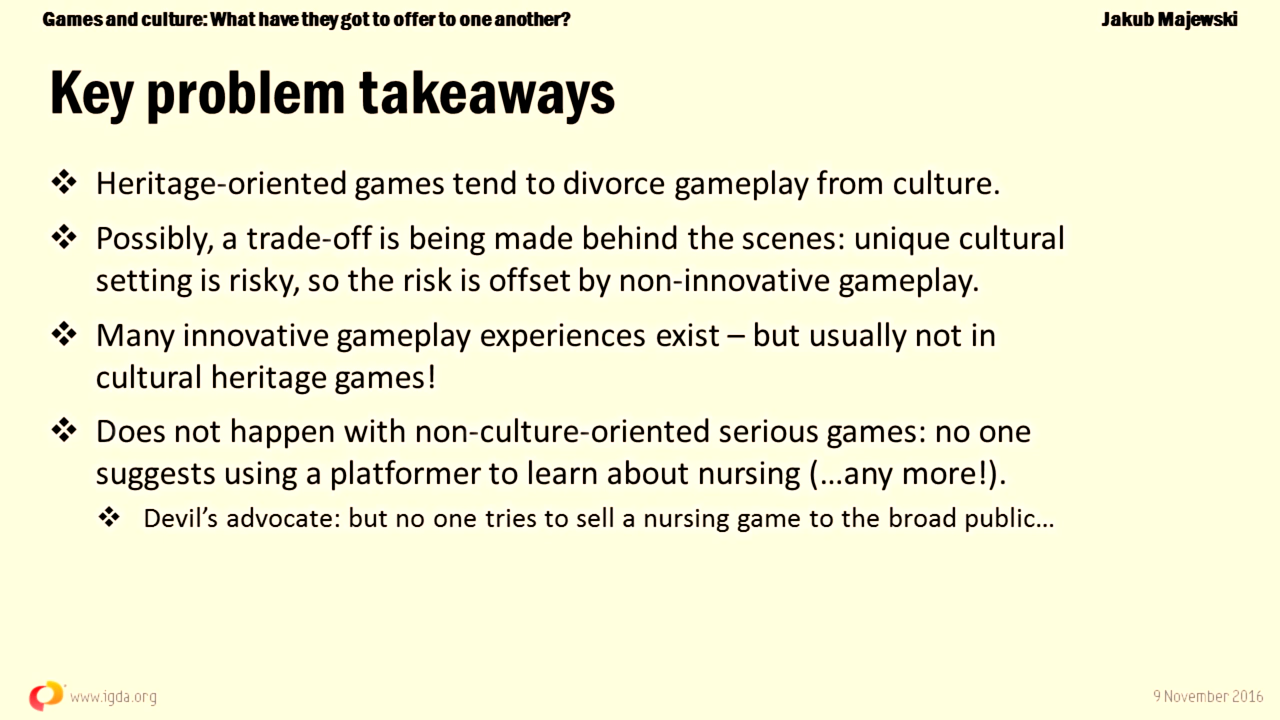 Games and culture: What have they got to offer to one another?
Jakub Majewski
Key problem takeaways
❖ Heritage-oriented games tend to divorce gameplay from culture.
❖ Possibly, a trade-off is being made behind the scenes: unique cultural
setting is risky, so the risk is offset by non-innovative gameplay.
❖ Many innovative gameplay experiences exist – but usually not in
cultural heritage games!
❖ Does not happen with non-culture-oriented serious games: no one
suggests using a platformer to learn about nursing (…any more!).
❖ Devil’s advocate: but no one tries to sell a nursing game to the broad public…
www.igda.org
9 November 2016